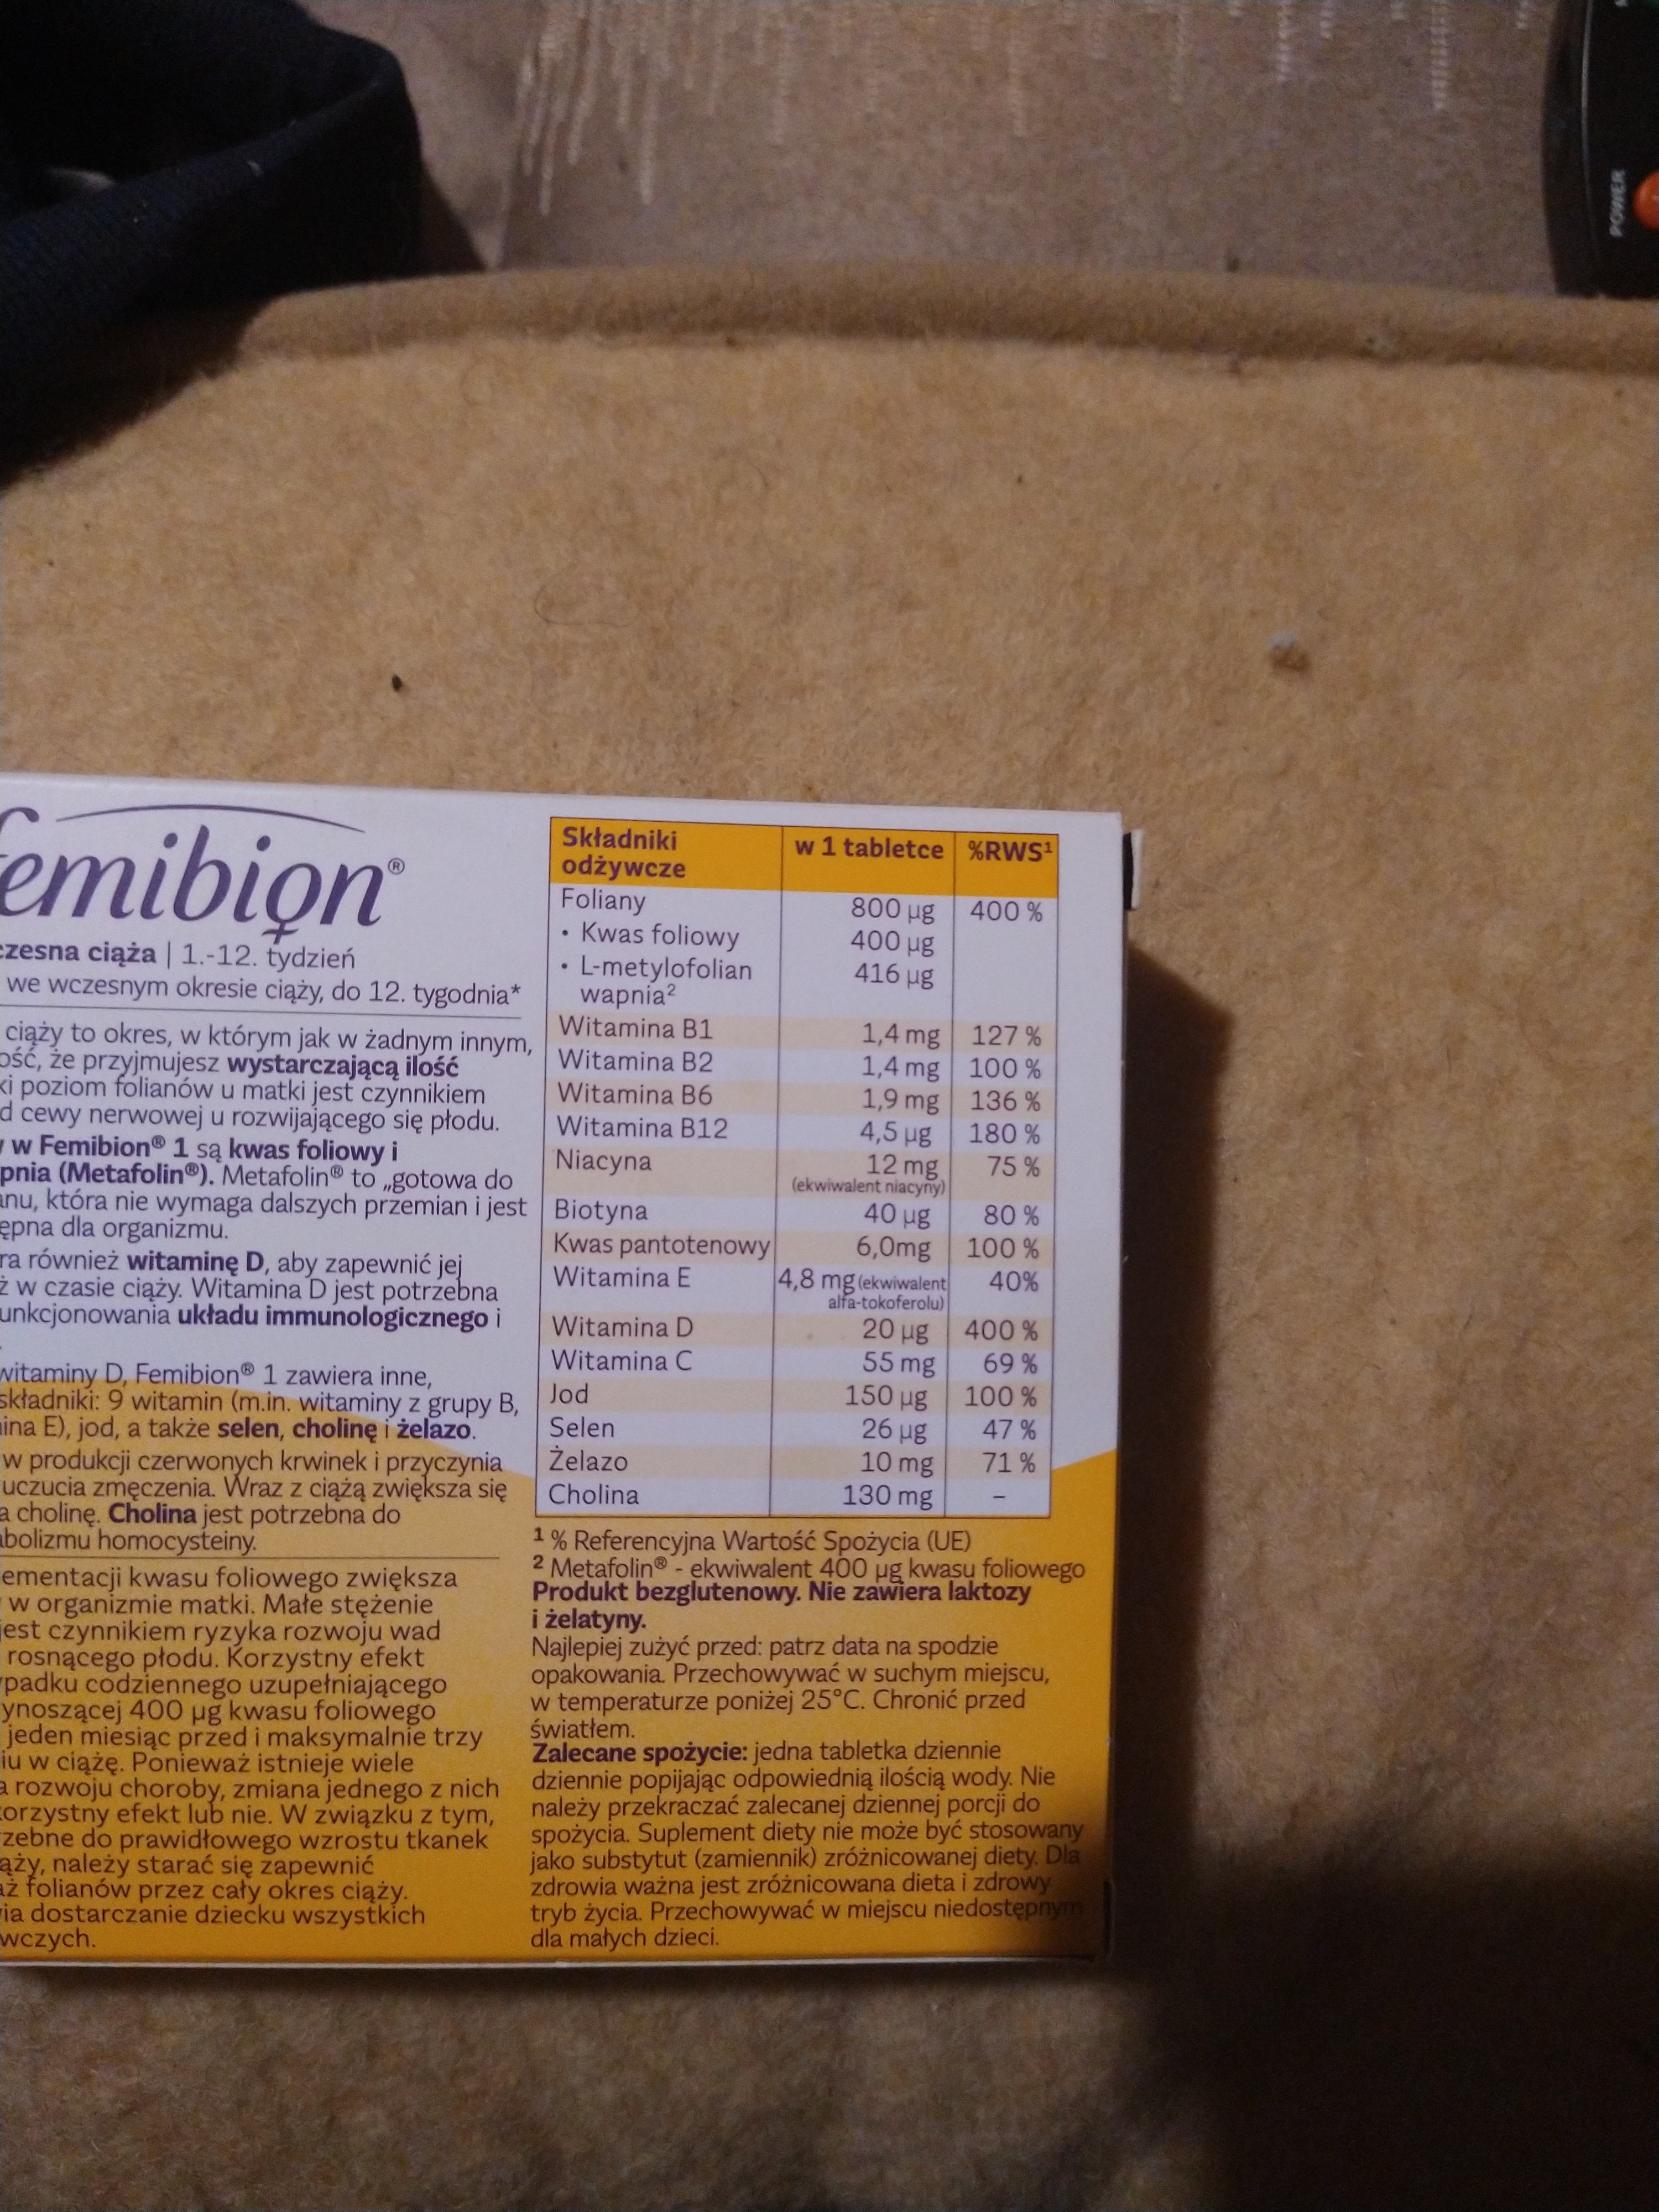 POWER
femibion®
czesna ciąża | 1.-12. tydzień
we wczesnym okresie ciąży, do 12. tygodnia*
ciąży to okres, w którym jak w żadnym innym,
ość, że przyjmujesz wystarczającą ilość
ki poziom folianów u matki jest czynnikiem
d cewy nerwowej u rozwijającego się płodu.
w Femibion® 1 są kwas foliowy i
pnia (Metafolin®). Metafolin® to „gotowa do
anu, która nie wymaga dalszych przemian i jest
ępna dla organizmu.
ra również witaminę D, aby zapewnić jej
ż w czasie ciąży. Witamina D jest potrzebna
unkcjonowania układu immunologicznego i
witaminy D, Femibion® 1 zawiera inne,
składniki: 9 witamin (m.in. witaminy z grupy B,
ina E), jod, a także selen, cholinę i żelazo.
w produkcji czerwonych krwinek i przyczynia
uczucia zmęczenia. Wraz z ciążą zwiększa się
a cholinę. Cholina jest potrzebna do
abolizmu homocysteiny.
ementacji kwasu foliowego zwiększa
w organizmie matki. Małe stężenie
jest czynnikiem ryzyka rozwoju wad
rosnącego płodu. Korzystny efekt
padku codziennego uzupełniającego
ynoszącej 400 µg kwasu foliowego
jeden miesiąc przed i maksymalnie trzy
iu w ciążę. Ponieważ istnieje wiele
a rozwoju choroby, zmiana jednego z nich
korzystny efekt lub nie. W związku z tym,
rzebne do prawidłowego wzrostu tkanek
ąży, należy starać się zapewnić
aż folianów przez cały okres ciąży.
ia dostarczanie dziecku wszystkich
wczych.
Składniki odżywcze w 1 tabletce %RWS¹
Foliany 800 µg 400 %
• Kwas foliowy 400 µg
• L-metylofolian 416 µg
wapnia²
Witamina B1 1,4 mg 127 %
Witamina B2 1,4 mg 100 %
Witamina B6 1,9 mg 136 %
Witamina B12 4,5 µg 180 %
Niacyna 12 mg 75 %
(ekwiwalent niacyny)
Biotyna 40 µg 80 %
Kwas pantotenowy 6,0mg 100 %
Witamina E 4,8 mg (ekwiwalent 40%
alfa-tokoferolu)
Witamina D 20 µg 400 %
Witamina C 55 mg 69 %
Jod 150 µg 100 %
Selen 26 µg 47 %
Żelazo 10 mg 71 %
Cholina 130 mg –
¹ % Referencyjna Wartość Spożycia (UE)
² Metafolin® - ekwiwalent 400 µg kwasu foliowego
Produkt bezglutenowy. Nie zawiera laktozy
i żelatyny.
Najlepiej zużyć przed: patrz data na spodzie
opakowania. Przechowywać w suchym miejscu,
w temperaturze poniżej 25°C. Chronić przed
światłem.
Zalecane spożycie: jedna tabletka dziennie
dziennie popijając odpowiednią ilością wody. Nie
należy przekraczać zalecanej dziennej porcji do
spożycia. Suplement diety nie może być stosowany
jako substytut (zamiennik) zróżnicowanej diety. Dla
zdrowia ważna jest zróżnicowana dieta i zdrowy
tryb życia. Przechowywać w miejscu niedostępnym
dla małych dzieci.